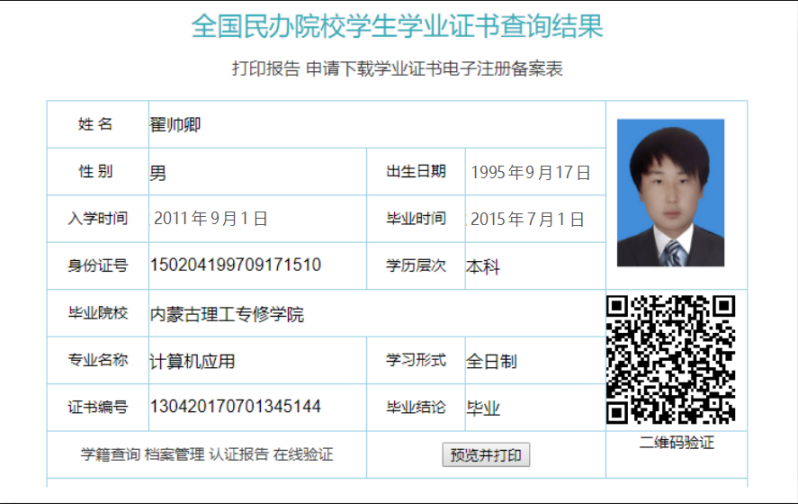 全国民办院校学生学业证书查询结果
打印报告 申请下载学业证书电子注册备案表
姓 名 翟帅卿
性 别 男 出生日期 1995年9月17日
入学时间 2011年9月1日 毕业时间 2015年7月1日
身份证号 150204199709171510 学历层次 本科
毕业院校 内蒙古理工专修学院
专业名称 计算机应用 学习形式 全日制
证书编号 130420170701345144 毕业结论 毕业
二维码验证
学籍查询 档案管理 认证报告 在线验证 预览并打印